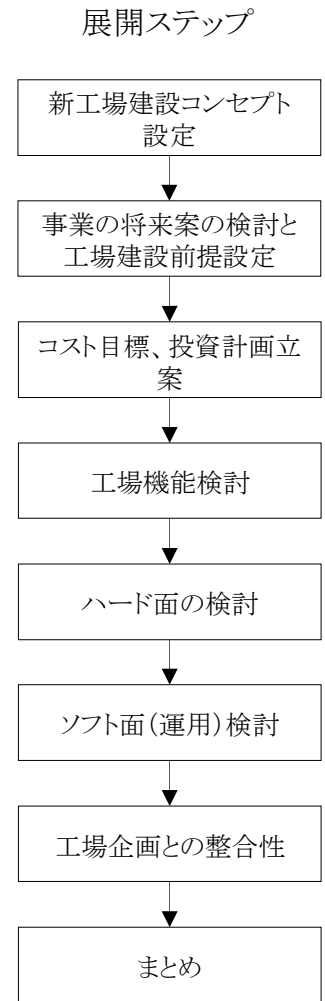 展開ステップ
新工場建設コンセプト
設定
事業の将来案の検討と
工場建設前提設定
コスト目標、投資計画立
案
工場機能検討
ハード面の検討
ソフト面(運用)検討
工場企画との整合性
まとめ